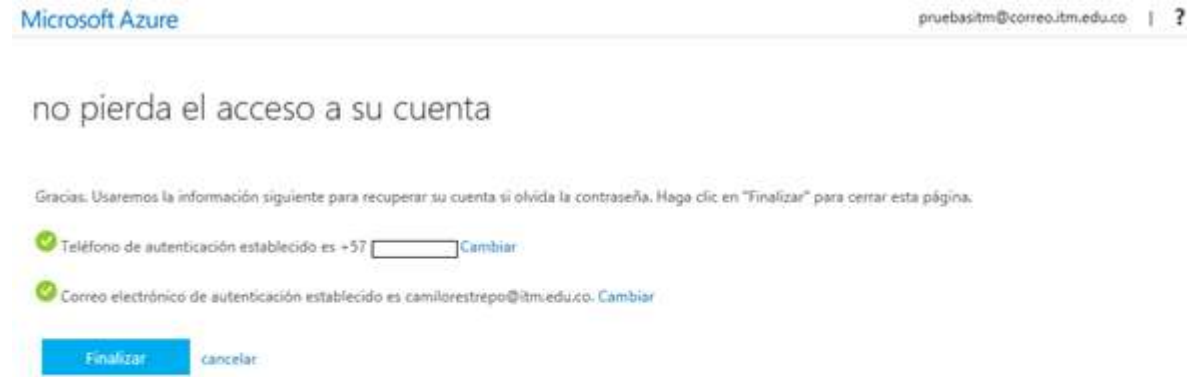 Microsoft Azure pruebasitm@correo.itm.edu.co | ?
no pierda el acceso a su cuenta
Gracias. Usaremos la información siguiente para recuperar su cuenta si olvida la contraseña. Haga clic en "Finalizar" para cerrar esta página.
Teléfono de autenticación establecido es +57 Cambiar
Correo electrónico de autenticación establecido es camilorestrepo@itm.edu.co. Cambiar
Finalizar cancelar